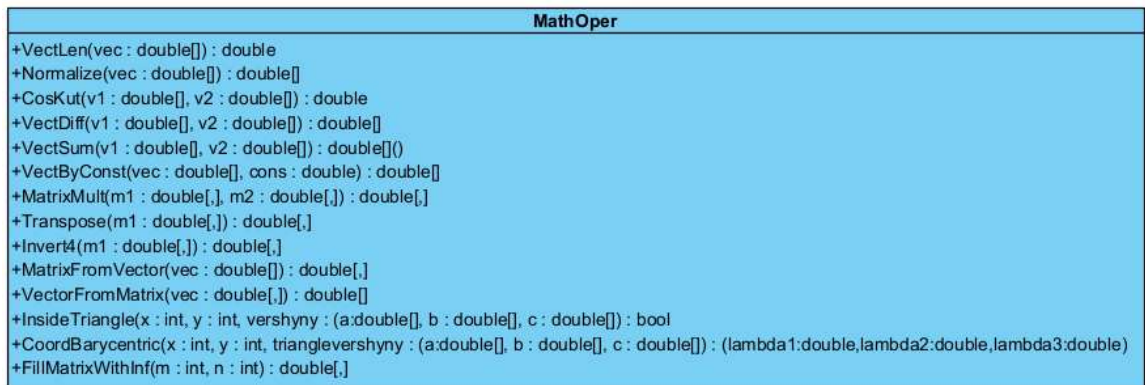 MathOper
+VectLen(vec : double[]) : double
+Normalize(vec : double[]) : double[]
+CosKut(v1 : double[], v2 : double[]) : double
+VectDiff(v1 : double[], v2 : double[]) : double[]
+VectSum(v1 : double[], v2 : double[]) : double[]()
+VectByConst(vec : double[], cons : double) : double[]
+MatrixMult(m1 : double[,], m2 : double[,]) : double[,]
+Transpose(m1 : double[,]) : double[,]
+Invert4(m1 : double[,]) : double[,]
+MatrixFromVector(vec : double[]) : double[,]
+VectorFromMatrix(vec : double[,]) : double[]
+InsideTriangle(x : int, y : int, vershyny : (a:double[], b : double[], c : double[]) : bool
+CoordBarycentric(x : int, y : int, trianglevershyny : (a:double[], b : double[], c : double[]) : (lambda1:double,lambda2:double,lambda3:double)
+FillMatrixWithInf(m : int, n : int) : double[,]